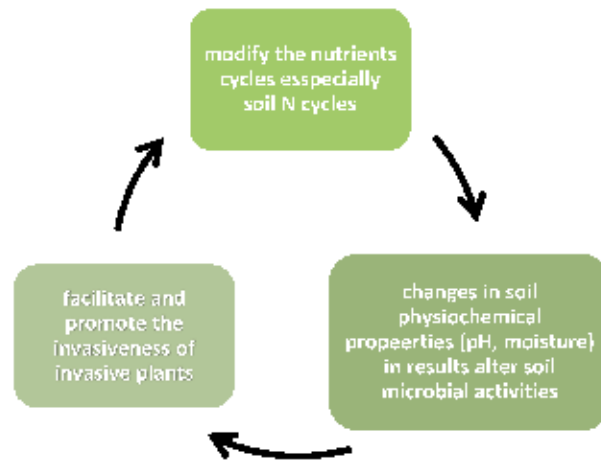 modify the nutrients
cycles esspecially
soil N cycles
changes in soil
physiochemical
propeerties (pH, moisture)
in results alter soil
microbial activities
facilitate and
promote the
invasiveness of
invasive plants